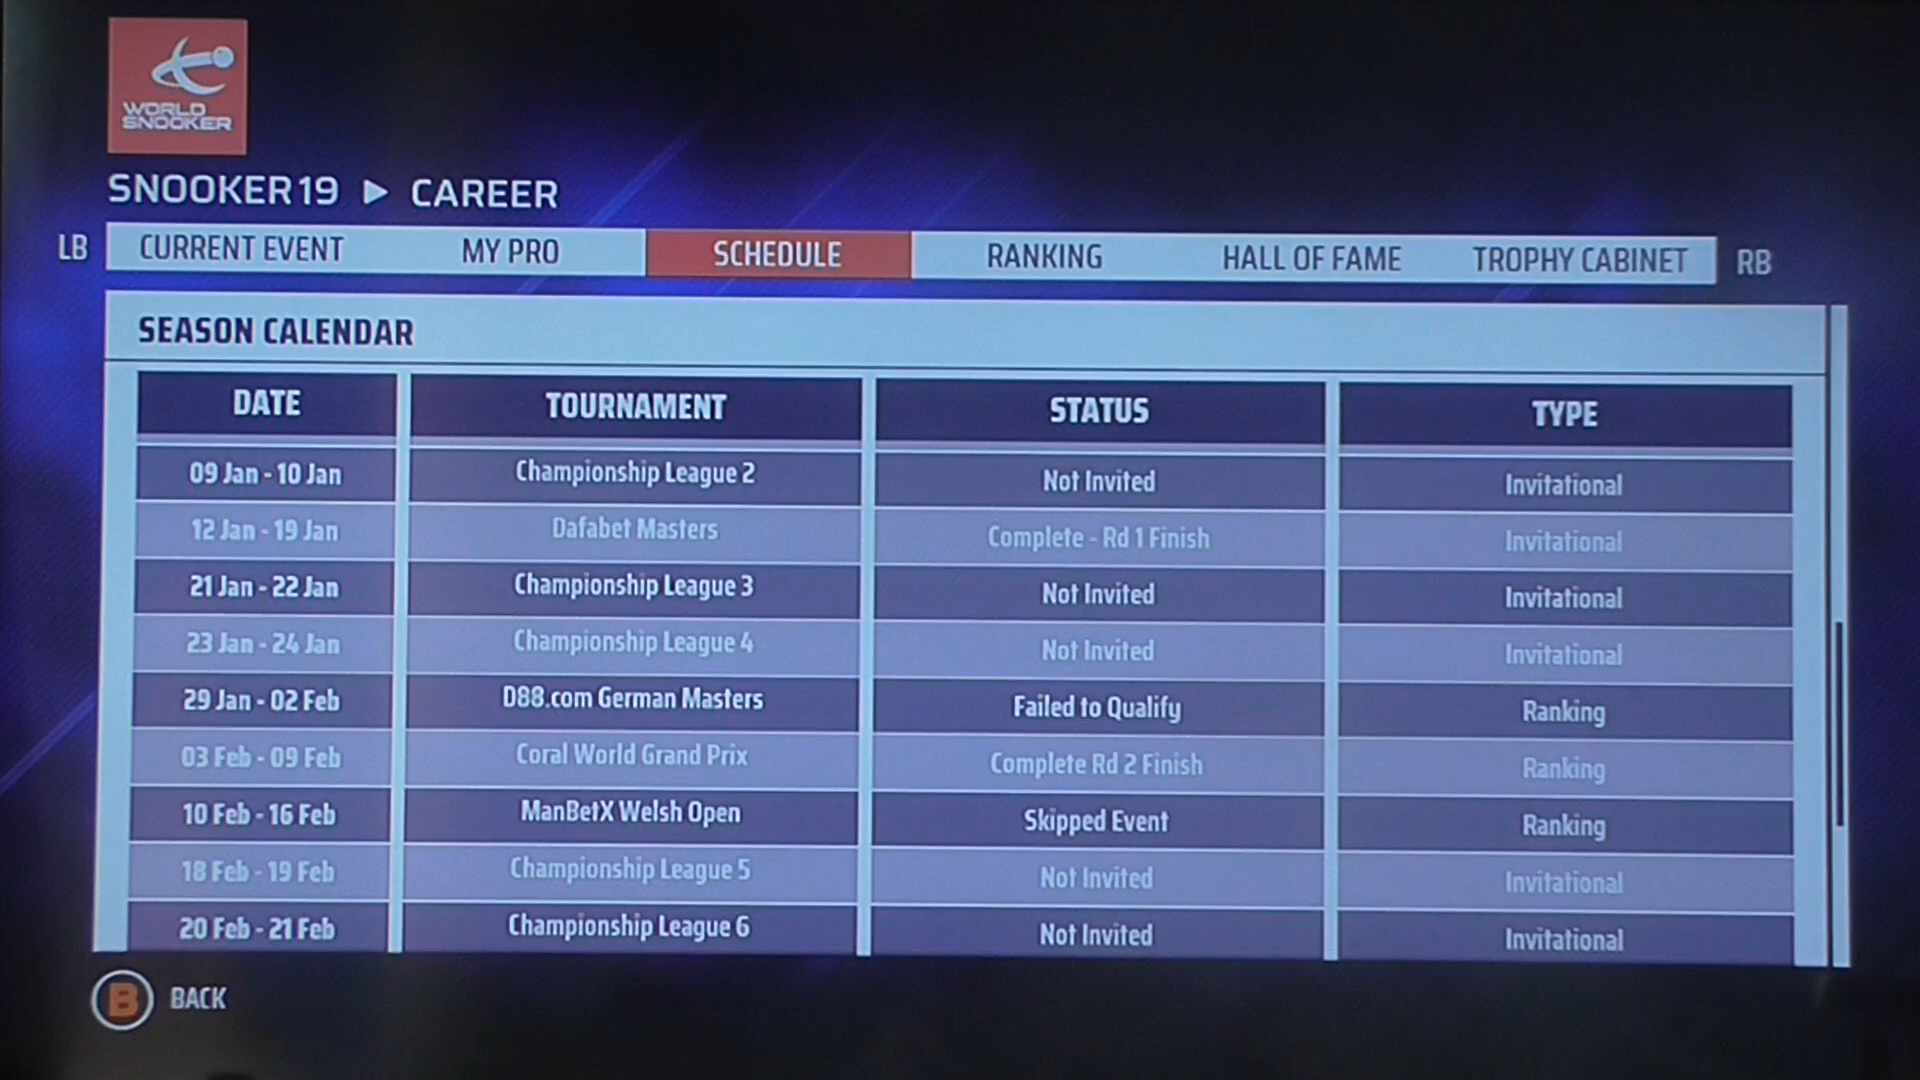 WORLD
SNOOKER
SNOOKER 19 ▶ CAREER
LB CURRENT EVENT MY PRO SCHEDULE RANKING HALL OF FAME TROPHY CABINET RB
SEASON CALENDAR
DATE TOURNAMENT STATUS TYPE
09 Jan - 10 Jan Championship League 2 Not Invited Invitational
12 Jan - 19 Jan Dafabet Masters Complete - Rd 1 Finish Invitational
21 Jan - 22 Jan Championship League 3 Not Invited Invitational
23 Jan - 24 Jan Championship League 4 Not Invited Invitational
29 Jan - 02 Feb D88.com German Masters Failed to Qualify Ranking
03 Feb - 09 Feb Coral World Grand Prix Complete Rd 2 Finish Ranking
10 Feb - 16 Feb ManBetX Welsh Open Skipped Event Ranking
18 Feb - 19 Feb Championship League 5 Not Invited Invitational
20 Feb - 21 Feb Championship League 6 Not Invited Invitational
B BACK